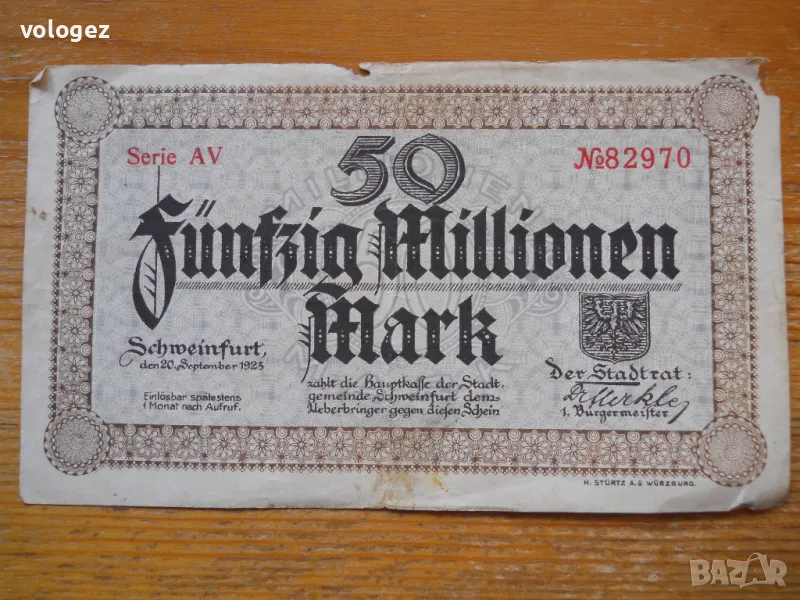 vologez
50
MILLIONEN
Serie AV
№82970
Fünfzig Millionen
Mark
Schweinfurt,
den 20. September 1923
Einlösbar spätestens
1 Monat nach Aufruf.
zahlt die Hauptkasse der Stadt-
gemeinde Schweinfurt dem
Ueberbringer gegen diesen Schein
Der Stadtrat:
Dr Merkle
1. Bürgermeister
H. STÜRTZ A.G. WÜRZBURG.
BAZAR